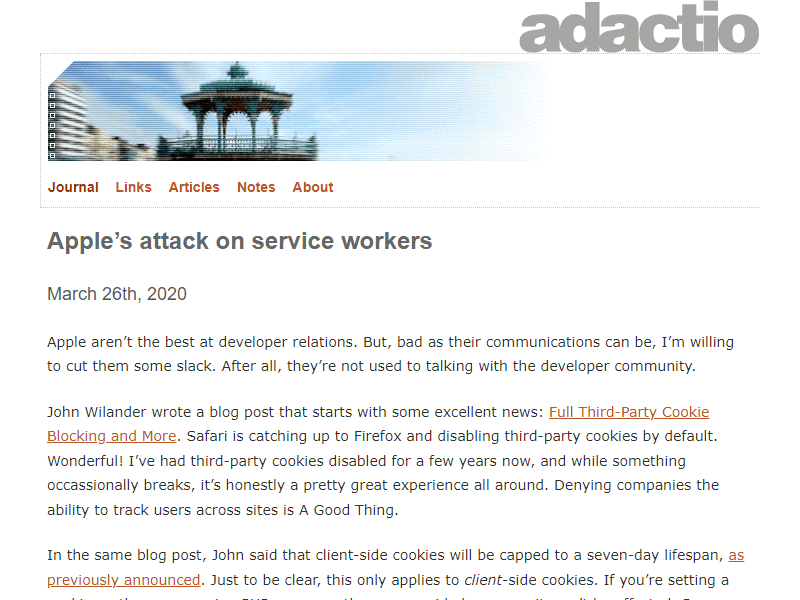 adactio
Journal Links Articles Notes About
Apple’s attack on service workers
March 26th, 2020
Apple aren’t the best at developer relations. But, bad as their communications can be, I’m willing
to cut them some slack. After all, they’re not used to talking with the developer community.
John Wilander wrote a blog post that starts with some excellent news: Full Third-Party Cookie
Blocking and More. Safari is catching up to Firefox and disabling third-party cookies by default.
Wonderful! I’ve had third-party cookies disabled for a few years now, and while something
occassionally breaks, it’s honestly a pretty great experience all around. Denying companies the
ability to track users across sites is A Good Thing.
In the same blog post, John said that client-side cookies will be capped to a seven-day lifespan, as
previously announced. Just to be clear, this only applies to client-side cookies. If you’re setting a